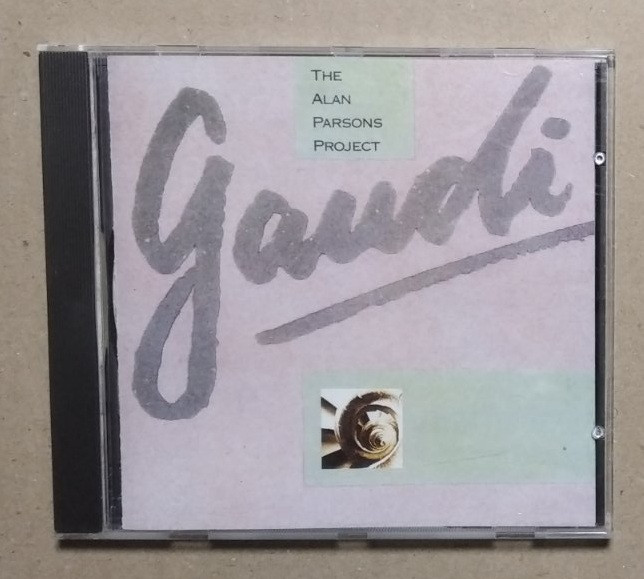 THE
ALAN
PARSONS
PROJECT
gaudi